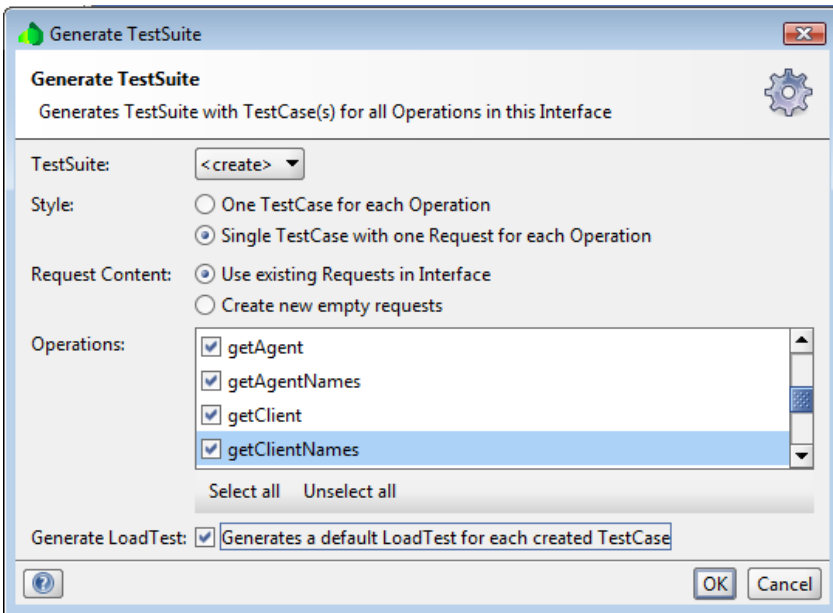 Generate TestSuite
Generate TestSuite
Generates TestSuite with TestCase(s) for all Operations in this Interface
TestSuite: <create>
Style: One TestCase for each Operation
Single TestCase with one Request for each Operation
Request Content: Use existing Requests in Interface
Create new empty requests
Operations: getAgent
getAgentNames
getClient
getClientNames
Select all Unselect all
Generate LoadTest: Generates a default LoadTest for each created TestCase
? OK Cancel